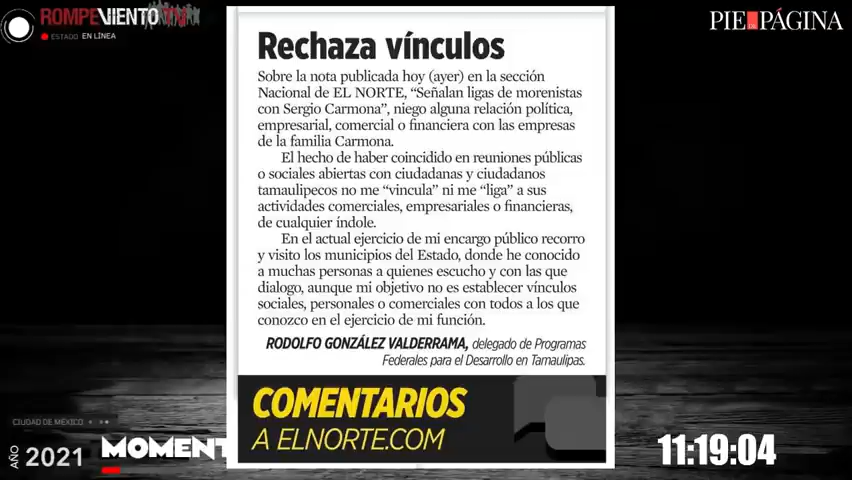 ROMPEVIENTO TV
ESTADO EN LÍNEA
PIE DE PÁGINA
Rechaza vínculos
Sobre la nota publicada hoy (ayer) en la sección
Nacional de EL NORTE, “Señalan ligas de morenistas
con Sergio Carmona”, niego alguna relación política,
empresarial, comercial o financiera con las empresas
de la familia Carmona.
El hecho de haber coincidido en reuniones públicas
o sociales abiertas con ciudadanas y ciudadanos
tamaulipecos no me “vincula” ni me “liga” a sus
actividades comerciales, empresariales o financieras,
de cualquier índole.
En el actual ejercicio de mi encargo público recorro
y visito los municipios del Estado, donde he conocido
a muchas personas a quienes escucho y con las que
dialogo, aunque mi objetivo no es establecer vínculos
sociales, personales o comerciales con todos a los que
conozco en el ejercicio de mi función.
RODOLFO GONZÁLEZ VALDERRAMA, delegado de Programas
Federales para el Desarrollo en Tamaulipas.
COMENTARIOS
A ELNORTE.COM
CIUDAD DE MÉXICO
AÑO 2021
MOMENT
11:19:04